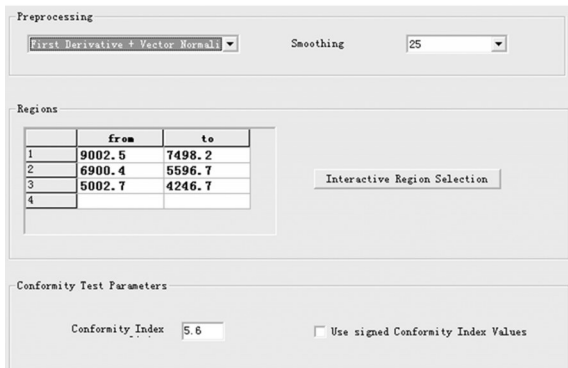 Preprocessing
First Derivative + Vector Normali
Smoothing
25
Regions
from to
1 9002.5 7498.2
2 6900.4 5596.7
3 5002.7 4246.7
4
Interactive Region Selection
Conformity Test Parameters
Conformity Index
5.6
Use signed Conformity Index Values